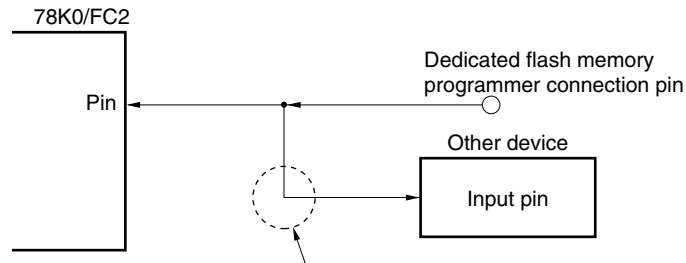 78K0/FC2
Dedicated flash memory
programmer connection pin
Pin
Other device
Input pin